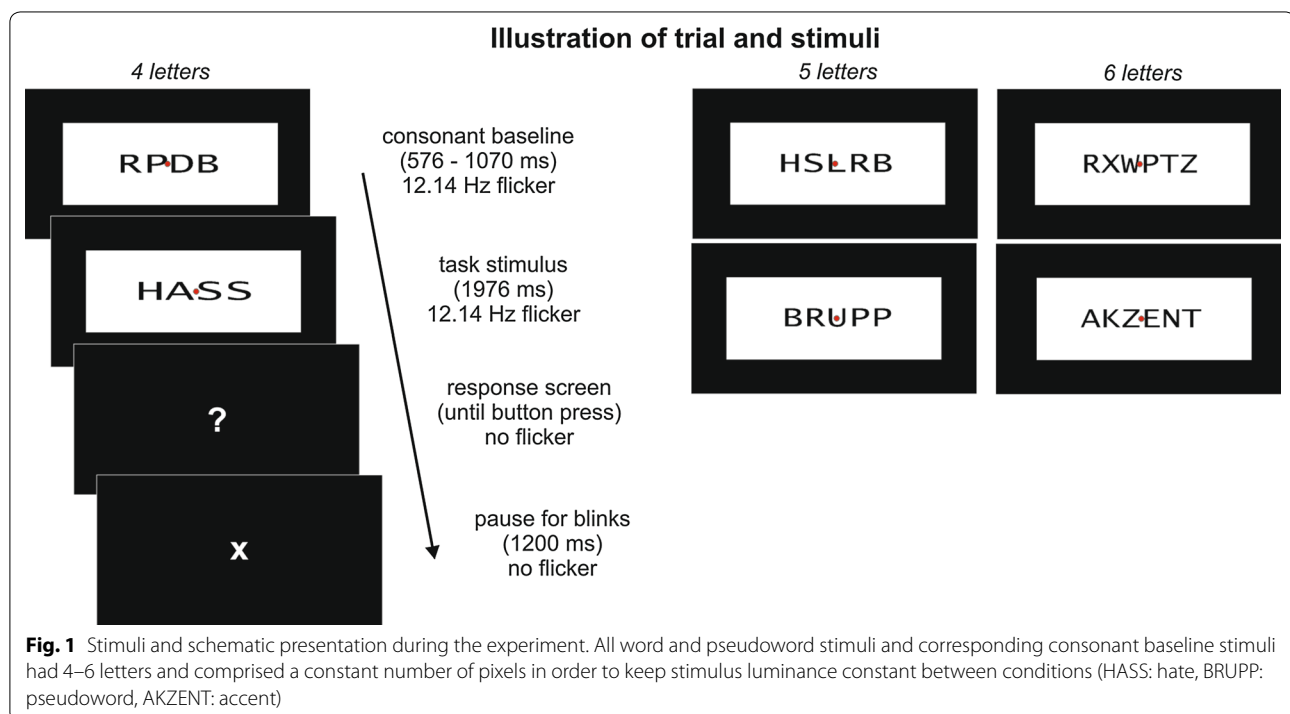 Illustration of trial and stimuli
4 letters
RPDB
HASS
?
x
consonant baseline
(576 - 1070 ms)
12.14 Hz flicker
task stimulus
(1976 ms)
12.14 Hz flicker
response screen
(until button press)
no flicker
pause for blinks
(1200 ms)
no flicker
5 letters
HSLRB
BRUPP
6 letters
RXWPTZ
AKZENT
Fig. 1 Stimuli and schematic presentation during the experiment. All word and pseudoword stimuli and corresponding consonant baseline stimuli
had 4–6 letters and comprised a constant number of pixels in order to keep stimulus luminance constant between conditions (HASS: hate, BRUPP:
pseudoword, AKZENT: accent)